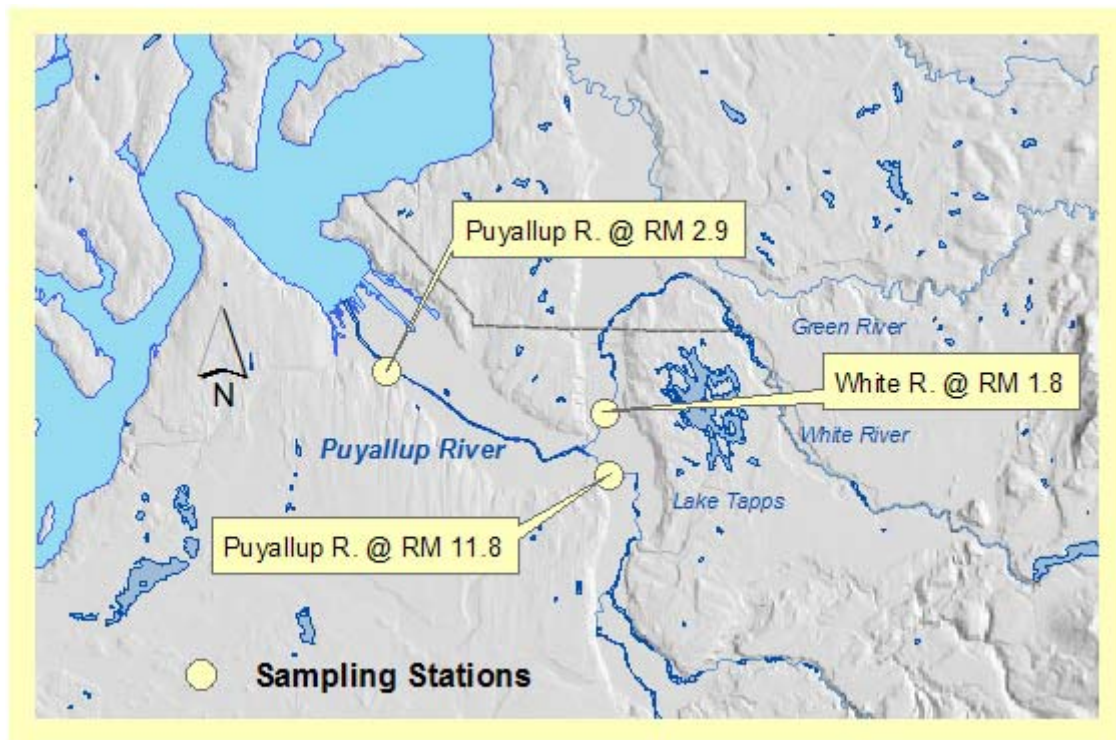 Puyallup R. @ RM 2.9
Green River
White R. @ RM 1.8
N
White River
Puyallup River
Lake Tapps
Puyallup R. @ RM 11.8
Sampling Stations